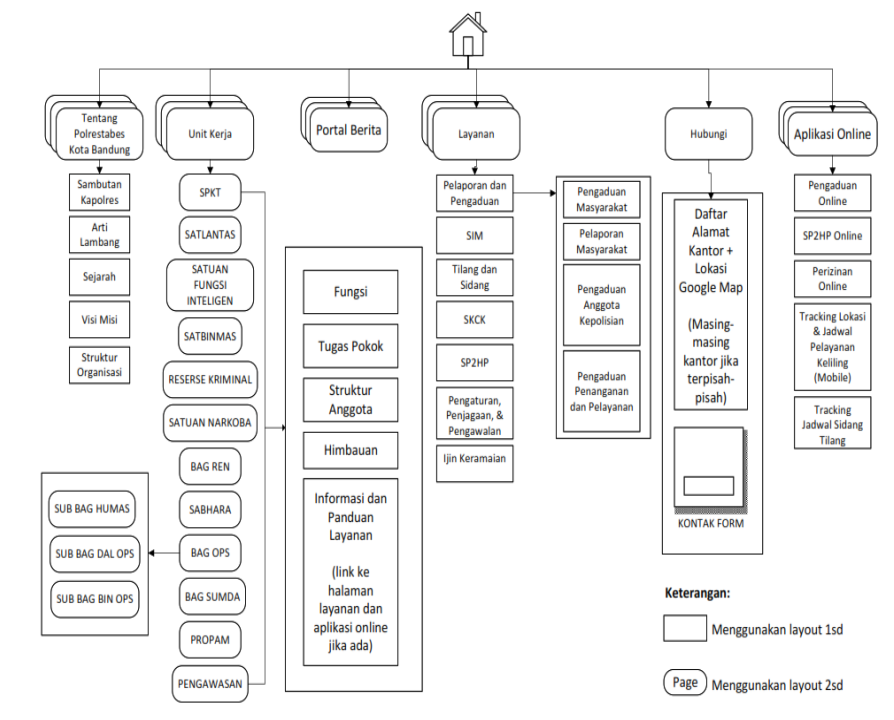 Tentang
Polrestabes
Kota Bandung
Unit Kerja
Portal Berita
Layanan
Hubungi
Aplikasi Online
Sambutan
Kapolres
Arti
Lambang
Sejarah
Visi Misi
Struktur
Organisasi
SPKT
SATLANTAS
SATUAN
FUNGSI
INTELIGEN
SATBINMAS
RESERSE KRIMINAL
SATUAN NARKOBA
BAG REN
SABHARA
BAG OPS
BAG SUMDA
PROPAM
PENGAWASAN
SUB BAG HUMAS
SUB BAG DAL OPS
SUB BAG BIN OPS
Fungsi
Tugas Pokok
Struktur
Anggota
Himbauan
Informasi dan
Panduan
Layanan
(link ke
halaman
layanan dan
aplikasi online
jika ada)
Pelaporan dan
Pengaduan
SIM
Tilang dan
Sidang
SKCK
SP2HP
Pengaturan,
Penjagaan, &
Pengawalan
Ijin Keramaian
Pengaduan
Masyarakat
Pelaporan
Masyarakat
Pengaduan
Anggota
Kepolisian
Pengaduan
Penanganan
dan Pelayanan
Daftar
Alamat
Kantor +
Lokasi
Google Map
(Masing-
masing
kantor jika
terpisah-
pisah)
KONTAK FORM
Pengaduan
Online
SP2HP Online
Perizinan
Online
Tracking Lokasi
& Jadwal
Pelayanan
Keliling
(Mobile)
Tracking
Jadwal Sidang
Tilang
Keterangan:
Menggunakan layout 1sd
Page Menggunakan layout 2sd